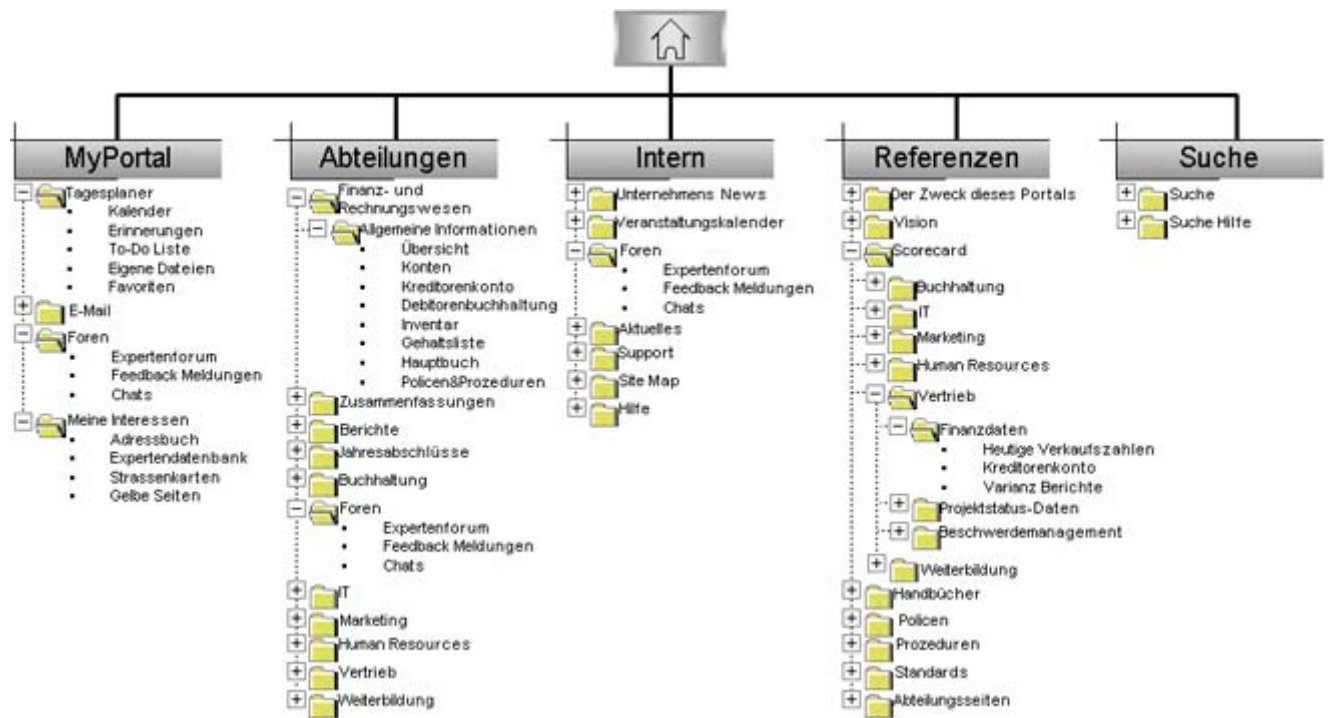 MyPortal
Tagesplaner
Kalender
Erinnerungen
To-Do Liste
Eigene Dateien
Favoriten
E-Mail
Foren
Expertenforum
Feedback Meldungen
Chats
Meine Interessen
Adressbuch
Expertendatenbank
Strassenkarten
Gelbe Seiten
Abteilungen
Finanz- und
Rechnungswesen
Allgemeine Informationen
Übersicht
Konten
Kreditorenkonto
Debitorenbuchhaltung
Inventar
Gehaltsliste
Hauptbuch
Policen&Prozeduren
Zusammenfassungen
Berichte
Jahresabschlüsse
Buchhaltung
Foren
Expertenforum
Feedback Meldungen
Chats
IT
Marketing
Human Resources
Vertrieb
Weiterbildung
Intern
Unternehmens News
Veranstaltungskalender
Foren
Expertenforum
Feedback Meldungen
Chats
Aktuelles
Support
Site Map
Hilfe
Referenzen
Der Zweck dieses Portals
Vision
Scorecard
Buchhaltung
IT
Marketing
Human Resources
Vertrieb
Finanzdaten
Heutige Verkaufszahlen
Kreditorenkonto
Varianz Berichte
Projektstatus-Daten
Beschwerdemanagement
Weiterbildung
Handbücher
Policen
Prozeduren
Standards
Abteilungsseiten
Suche
Suche
Suche Hilfe